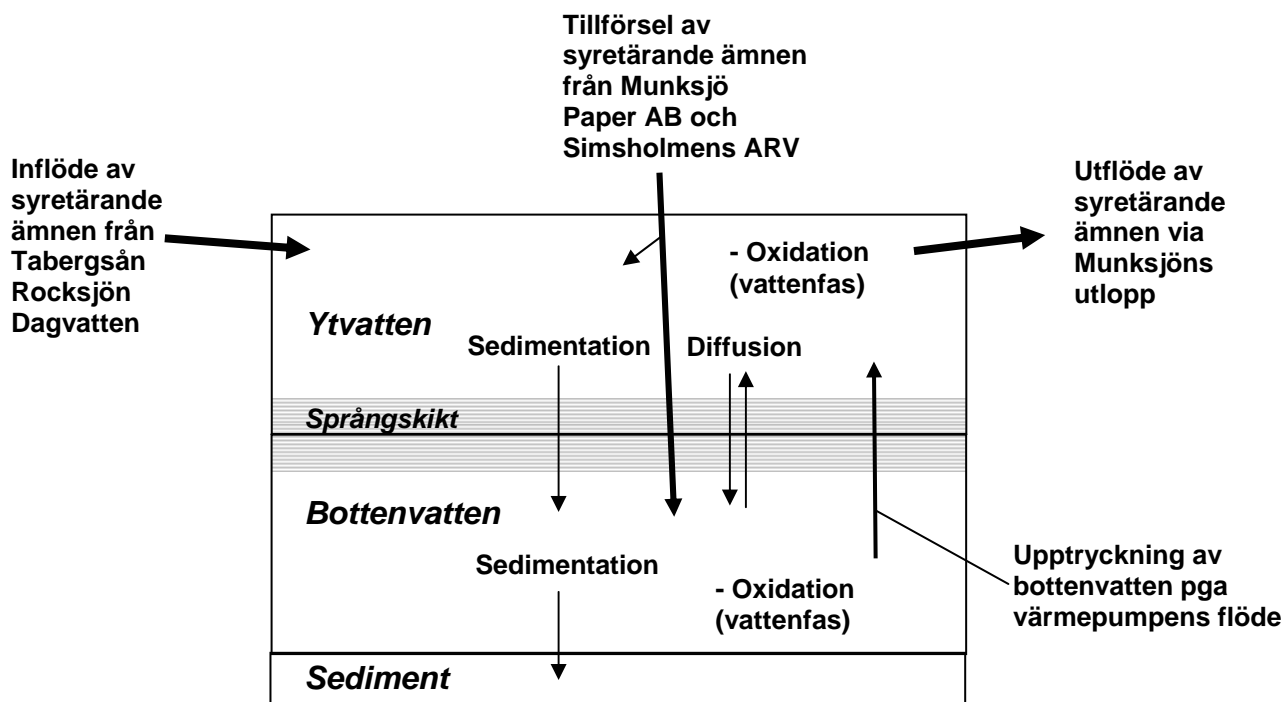 Tillförsel av
syretärande ämnen
från Munksjö
Paper AB och
Simsholmens ARV
Inflöde av
syretärande
ämnen från
Tabergsån
Rocksjön
Dagvatten
Utflöde av
syretärande
ämnen via
Munksjöns
utlopp
- Oxidation
(vattenfas)
Ytvatten
Sedimentation
Diffusion
Språngskikt
Bottenvatten
Sedimentation
- Oxidation
(vattenfas)
Upptryckning av
bottenvatten pga
värmepumpens flöde
Sediment